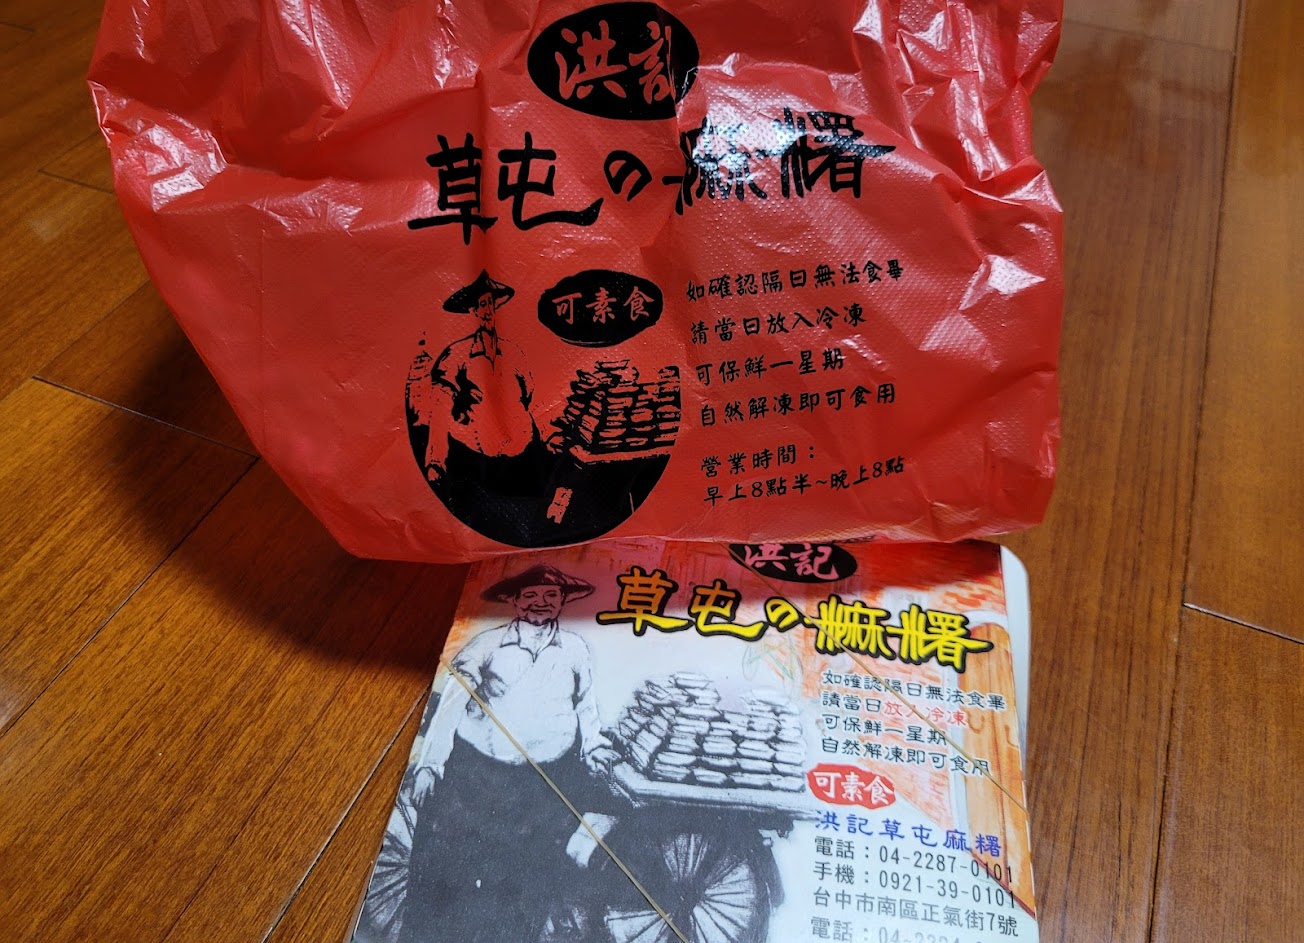 洪記
草屯の麻糬
可素食
如確認隔日無法食畢
請當日放入冷凍
可保鮮一星期
自然解凍即可食用
營業時間：
早上8點半~晚上8點
洪記
草屯の麻糬
如確認隔日無法食畢
請當日放入冷凍
可保鮮一星期
自然解凍即可食用
可素食
洪記草屯麻糬
電話：04-2287-0101
手機：0921-39-0101
台中市南區正氣街7號
電話：04-